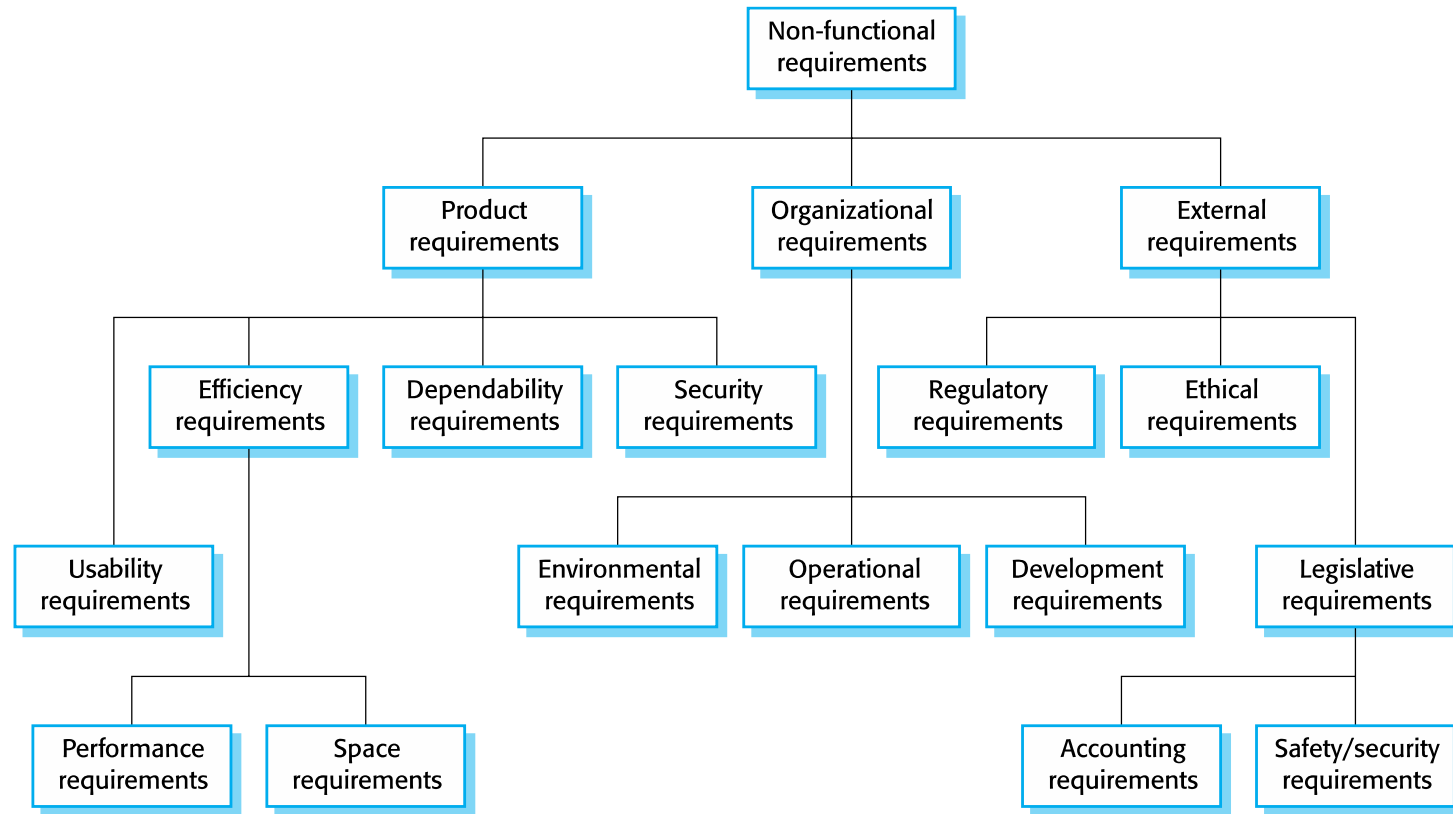 Non-functional
requirements
Product
requirements
Organizational
requirements
External
requirements
Efficiency
requirements
Dependability
requirements
Security
requirements
Regulatory
requirements
Ethical
requirements
Usability
requirements
Environmental
requirements
Operational
requirements
Development
requirements
Legislative
requirements
Performance
requirements
Space
requirements
Accounting
requirements
Safety/security
requirements